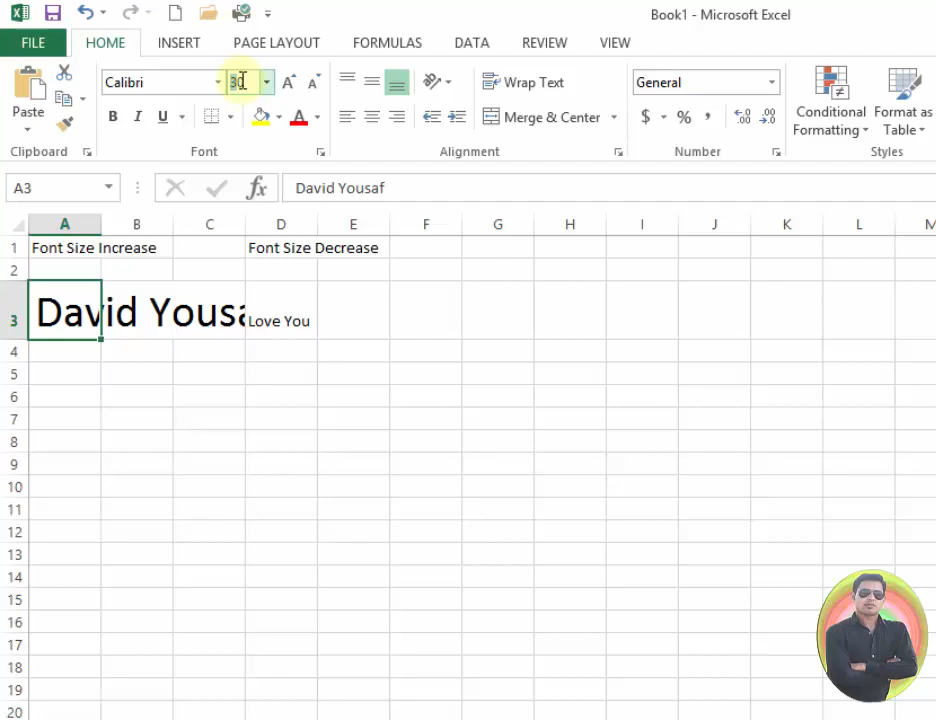 Book1 - Microsoft Excel
FILE HOME INSERT PAGE LAYOUT FORMULAS DATA REVIEW VIEW
Calibri 30 A A Wrap Text General
Paste B I U A Merge & Center $ % , Conditional Formatting Format as Table
Clipboard Font Alignment Number Styles
A3 fx David Yousaf
A B C D E F G H I J K L M
1 Font Size Increase Font Size Decrease
2
3 David Yousa Love You
4
5
6
7
8
9
10
11
12
13
14
15
16
17
18
19
20